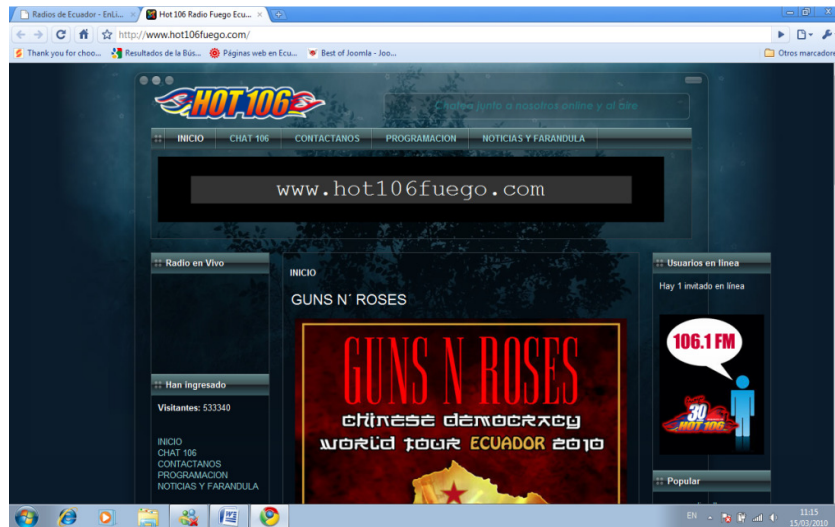 Radios de Ecuador - EnLi...
Hot 106 Radio Fuego Ecu...
http://www.hot106fuego.com/
Thank you for choo...
Resultados de la Bús...
Páginas web en Ecu...
Best of Joomla - Joo...
Otros marcadore
HOT 106
Chatea junto a nosotros online y al aire
INICIO
CHAT 106
CONTACTANOS
PROGRAMACION
NOTICIAS Y FARANDULA
www.hot106fuego.com
Radio en Vivo
INICIO
GUNS N´ ROSES
GUNS N ROSES
chinese democracy
world tour ECUADOR 2010
Usuarios en línea
Hay 1 invitado en línea
106.1 FM
30
HOT 106
Han ingresado
Visitantes: 533340
INICIO
CHAT 106
CONTACTANOS
PROGRAMACION
NOTICIAS Y FARANDULA
Popular
EN
11:15
15/03/2010